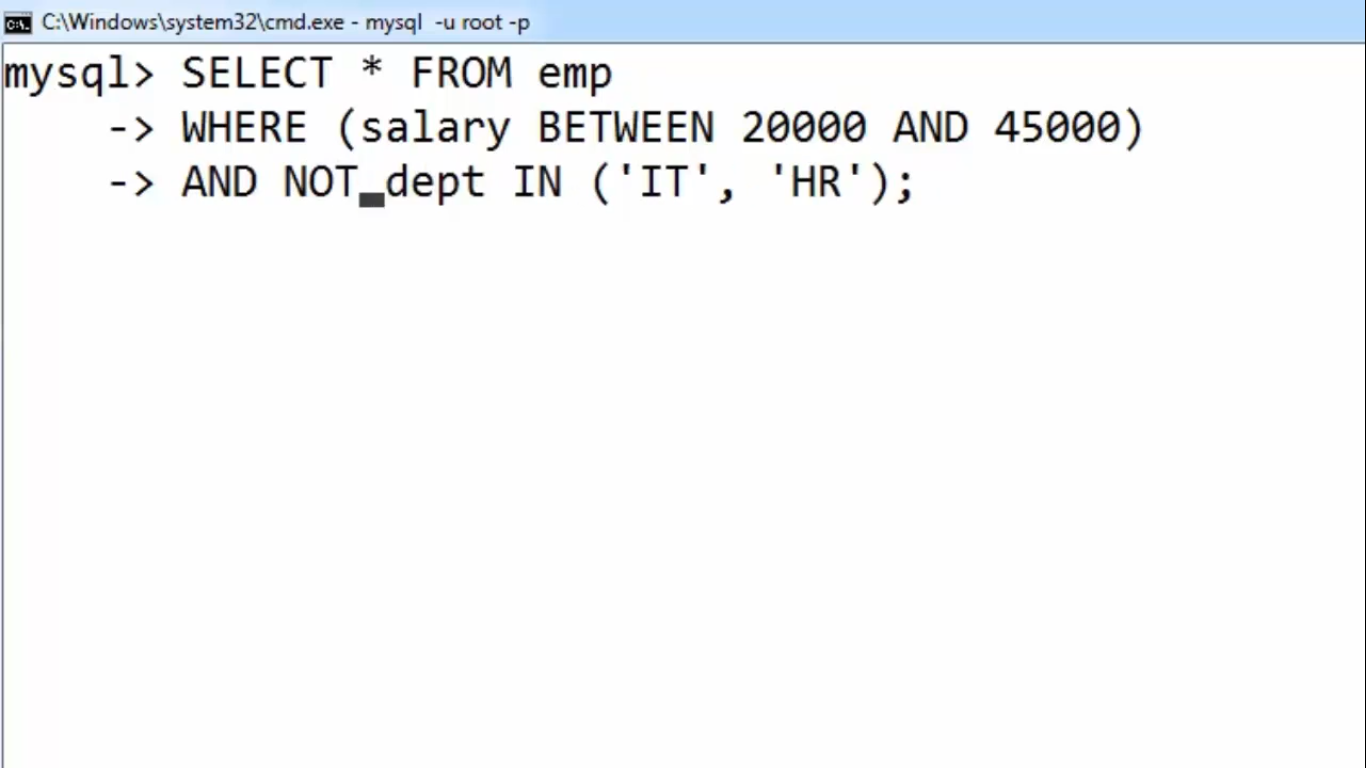 C:\Windows\system32\cmd.exe - mysql  -u root -p
mysql> SELECT * FROM emp
    -> WHERE (salary BETWEEN 20000 AND 45000)
    -> AND NOT dept IN ('IT', 'HR');